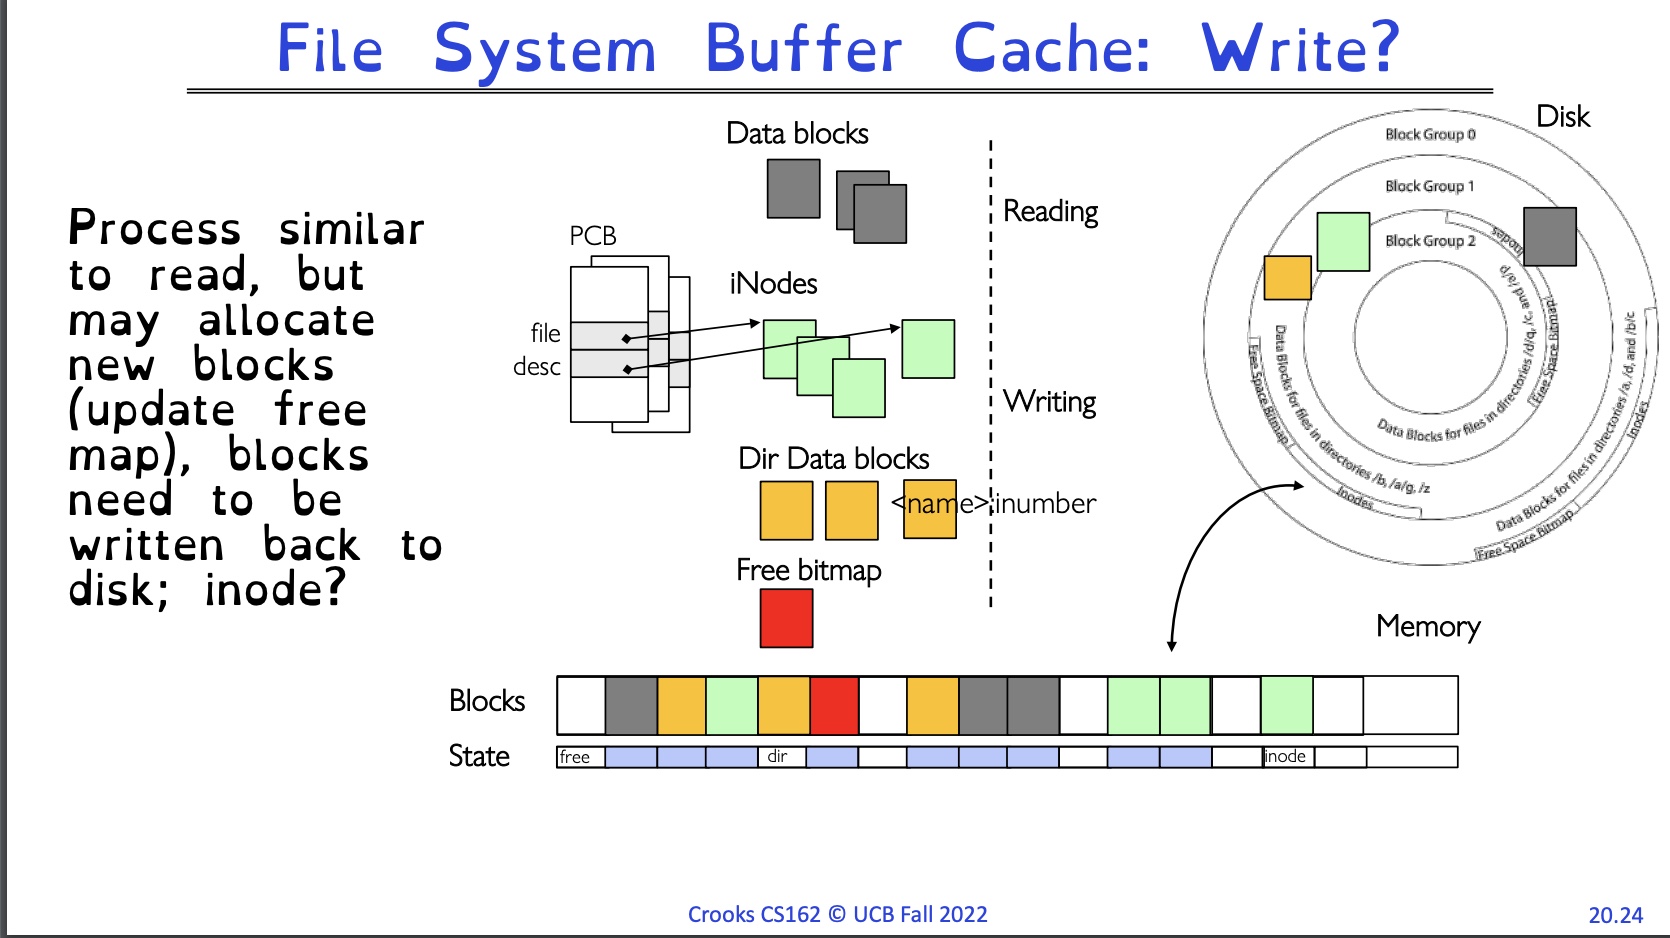 File System Buffer Cache: Write?
Process similar
to read, but
may allocate
new blocks
(update free
map), blocks
need to be
written back to
disk; inode?
Data blocks
PCB
iNodes
file
desc
Dir Data blocks
<name>:inumber
Free bitmap
Reading
Writing
Disk
Block Group 0
Block Group 1
Block Group 2
Inodes
Data Blocks for files in directories /d/q, /c, and /a/p
Free Space Bitmap
Data Blocks for files in directories /b, /a/g, /z
Free Space Bitmap
Inodes
Data Blocks for files in directories /a, /d, and /b/c
Free Space Bitmap
Inodes
Memory
Blocks
State
free
dir
inode
Crooks CS162 © UCB Fall 2022
20.24